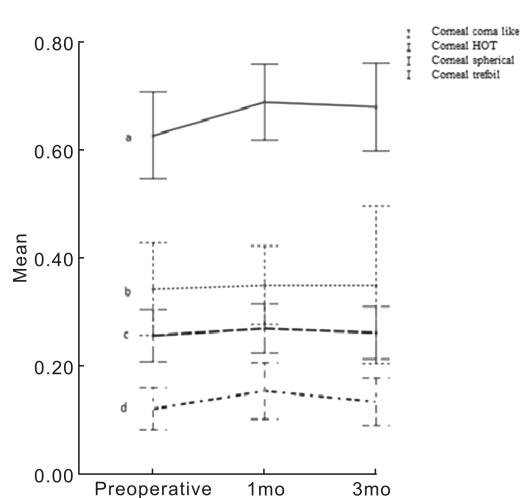 Corneal coma like
Corneal HOT
Corneal spherical
Corneal trefoil
0.80
a
0.60
Mean
0.40
b
c
0.20
d
0.00
Preoperative 1mo 3mo